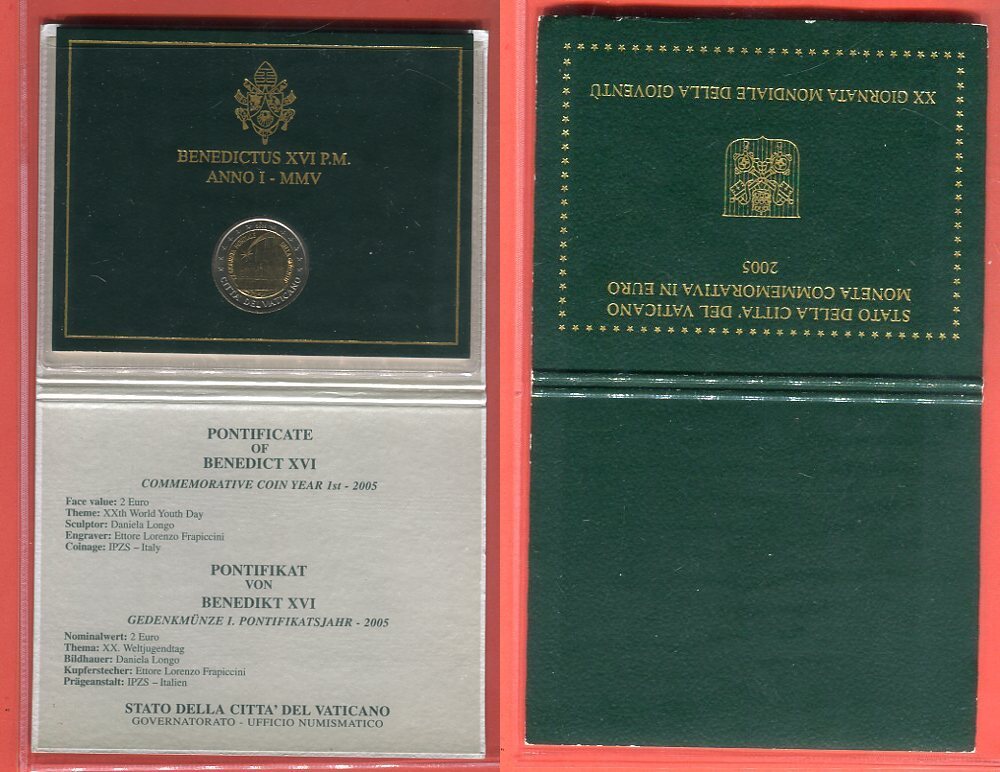 BENEDICTUS XVI P.M.
ANNO I - MMV
CITTÀ DEL VATICANO
PONTIFICATE
OF
BENEDICT XVI
COMMEMORATIVE COIN YEAR 1st - 2005
Face value: 2 Euro
Theme: XXth World Youth Day
Sculptor: Daniela Longo
Engraver: Ettore Lorenzo Frapiccini
Coinage: IPZS – Italy
PONTIFIKAT
VON
BENEDIKT XVI
GEDENKMÜNZE I. PONTIFIKATSJAHR - 2005
Nominalwert: 2 Euro
Thema: XX. Weltjugendtag
Bildhauer: Daniela Longo
Kupferstecher: Ettore Lorenzo Frapiccini
Prägeanstalt: IPZS – Italien
STATO DELLA CITTA' DEL VATICANO
GOVERNATORATO - UFFICIO NUMISMATICO
STATO DELLA CITTA' DEL VATICANO
MONETA COMMEMORATIVA IN EURO
2005
XX GIORNATA MONDIALE DELLA GIOVENTÙ